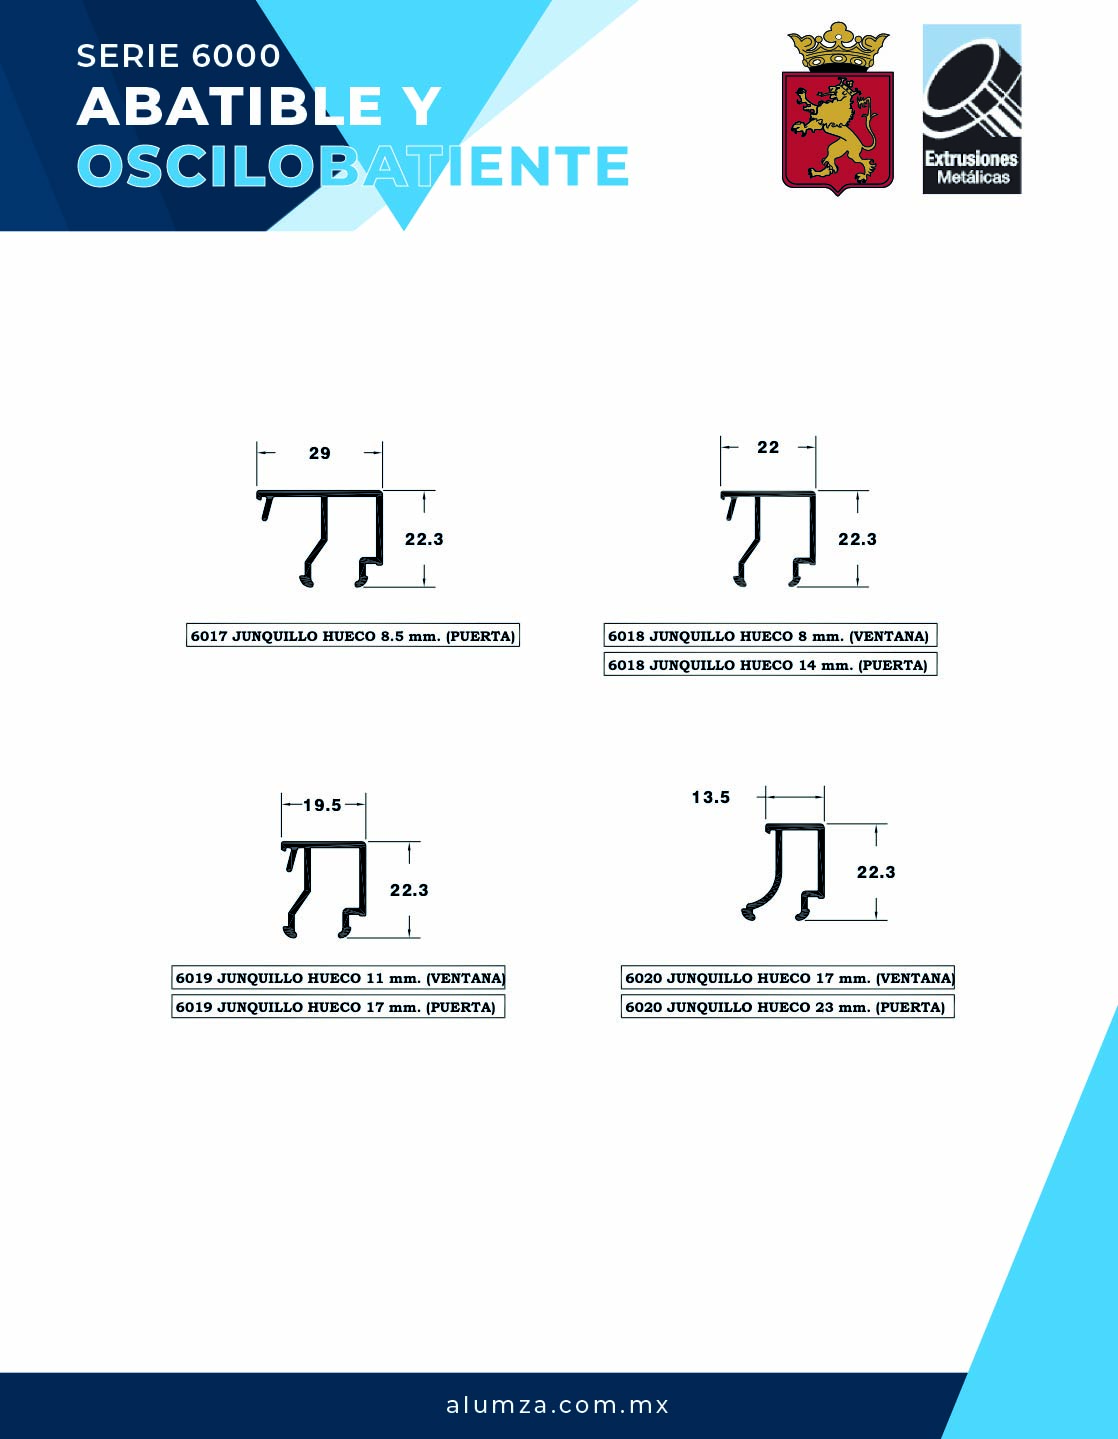 SERIE 6000
ABATIBLE Y
OSCILOBATIENTE
Extrusiones
Metálicas
29
22.3
6017 JUNQUILLO HUECO 8.5 mm. (PUERTA)
22
22.3
6018 JUNQUILLO HUECO 8 mm. (VENTANA)
6018 JUNQUILLO HUECO 14 mm. (PUERTA)
19.5
22.3
6019 JUNQUILLO HUECO 11 mm. (VENTANA)
6019 JUNQUILLO HUECO 17 mm. (PUERTA)
13.5
22.3
6020 JUNQUILLO HUECO 17 mm. (VENTANA)
6020 JUNQUILLO HUECO 23 mm. (PUERTA)
alumza.com.mx